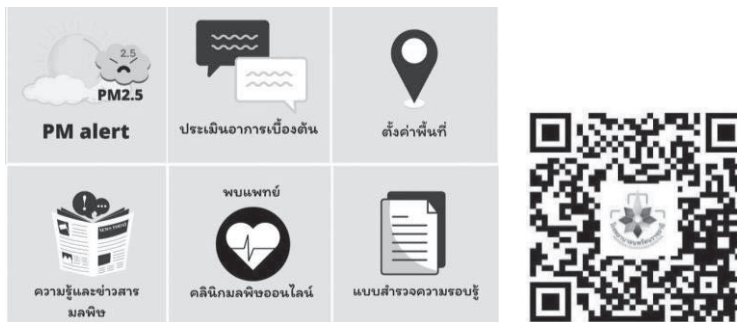 2.5
PM2.5
PM alert
ประเมินอาการเบื้องต้น
ตั้งค่าพื้นที่
ความรู้และข่าวสาร
มลพิษ
พบแพทย์
คลินิกมลพิษออนไลน์
แบบสำรวจความรอบรู้